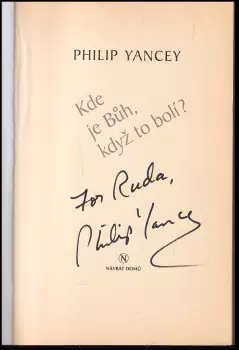 PHILIP YANCEY
Kde
je Bůh,
když to bolí?
For Ruda,
Philip Yancey
N
NÁVRAT DOMŮ